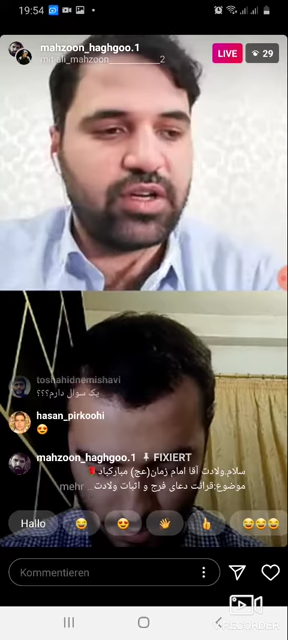 19:54
mahzoon_haghgoo.1
LIVE
29
toshahidnemishavi
یک سوال دارم؟؟؟
hasan_pirkoohi
😍
mahzoon_haghgoo.1 FIXIERT
سلام.ولادت آقا امام زمان(عج) مبارکباد🌹
موضوع:قرائت دعای فرج و اثبات ولادت... mehr
Hallo 😂 😍 👋 👍 😂😂😂
Kommentieren
RECORDER